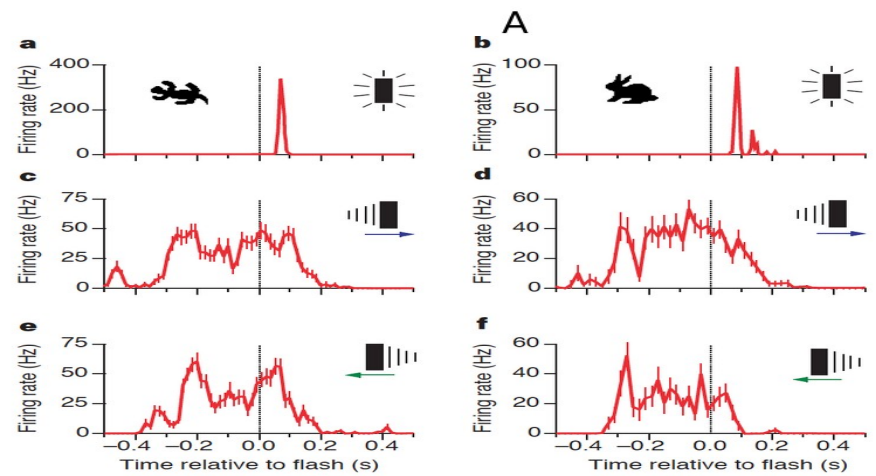 A
a
b
Firing rate (Hz)
400
200
0
Firing rate (Hz)
100
50
0
c
d
Firing rate (Hz)
75
50
25
0
Firing rate (Hz)
60
40
20
0
e
f
Firing rate (Hz)
75
50
25
0
Firing rate (Hz)
60
40
20
0
−0.4 −0.2 0.0 0.2 0.4
−0.4 −0.2 0.0 0.2 0.4
Time relative to flash (s)
Time relative to flash (s)